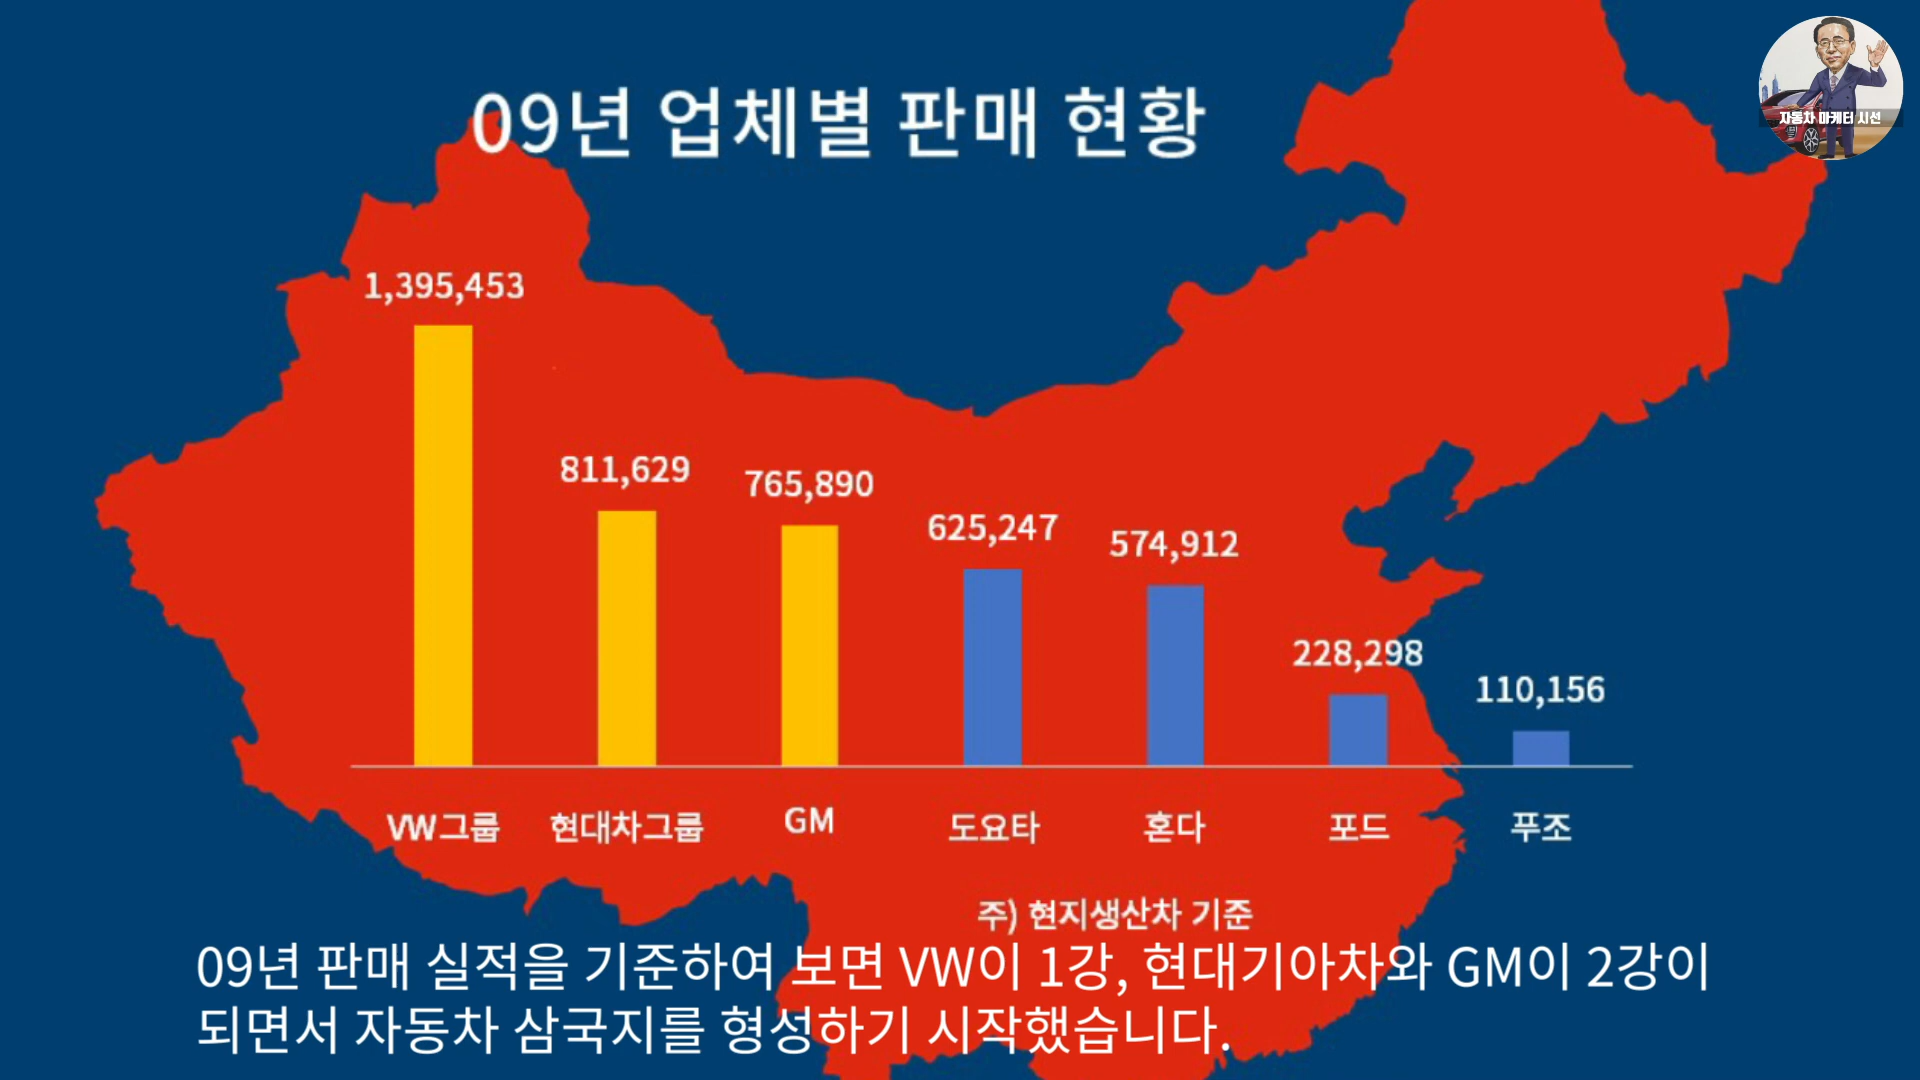 09년 업체별 판매 현황
자동차 마케터 시선
1,395,453
811,629
765,890
625,247
574,912
228,298
110,156
VW그룹
현대차그룹
GM
도요타
혼다
포드
푸조
주) 현지생산차 기준
09년 판매 실적을 기준하여 보면 VW이 1강, 현대기아차와 GM이 2강이
되면서 자동차 삼국지를 형성하기 시작했습니다.